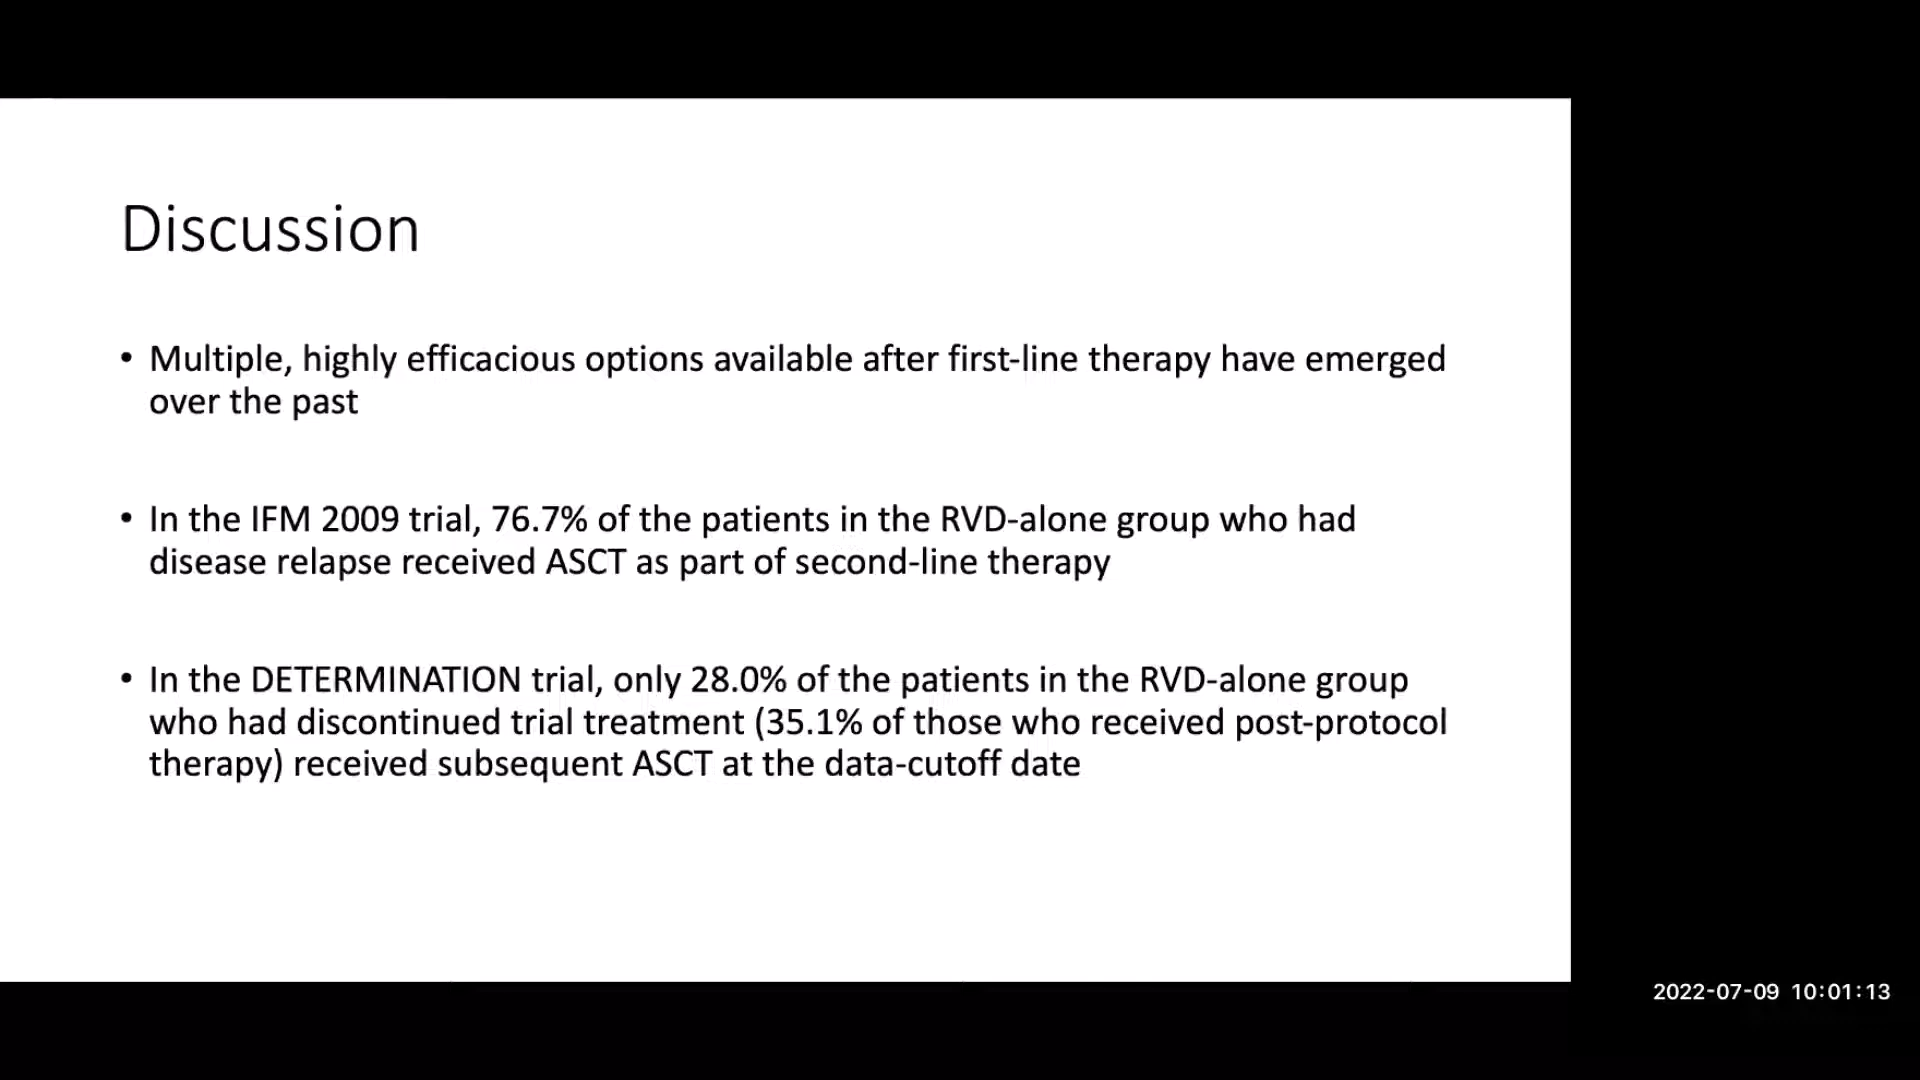 Discussion
• Multiple, highly efficacious options available after first-line therapy have emerged
over the past
• In the IFM 2009 trial, 76.7% of the patients in the RVD-alone group who had
disease relapse received ASCT as part of second-line therapy
• In the DETERMINATION trial, only 28.0% of the patients in the RVD-alone group
who had discontinued trial treatment (35.1% of those who received post-protocol
therapy) received subsequent ASCT at the data-cutoff date
2022-07-09 10:01:13